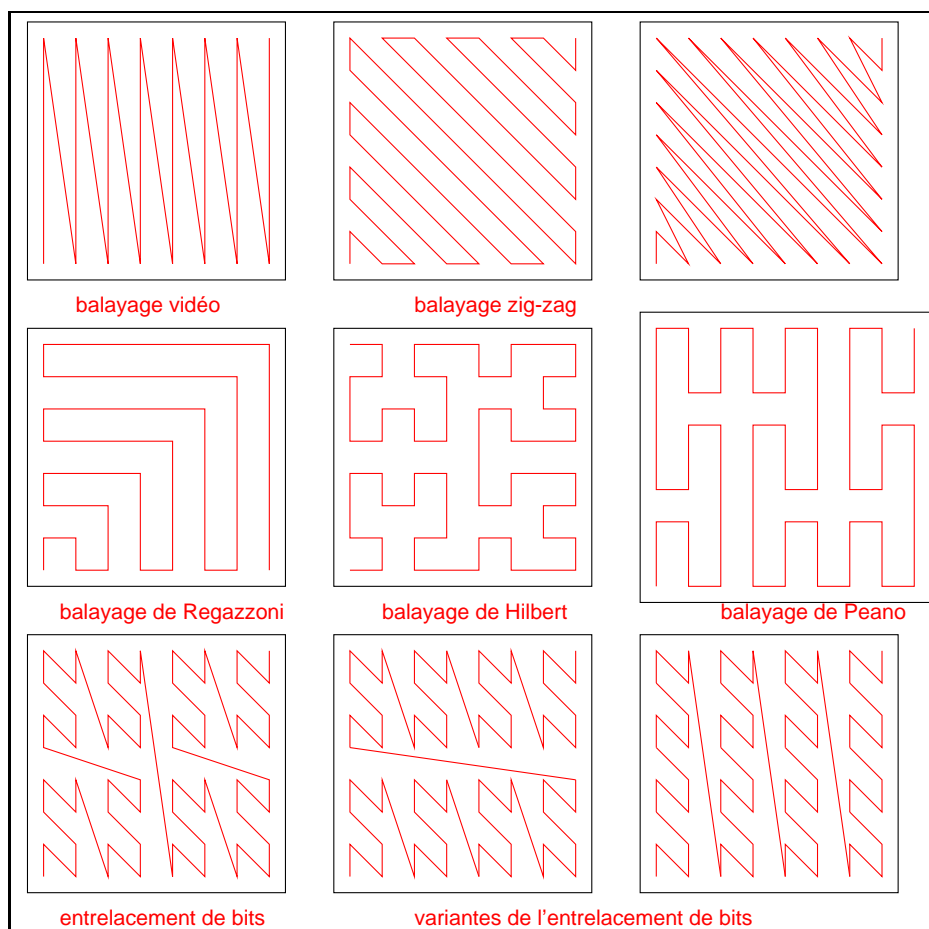 balayage vidéo
balayage zig-zag
balayage de Regazzoni
balayage de Hilbert
balayage de Peano
entrelacement de bits
variantes de l'entrelacement de bits